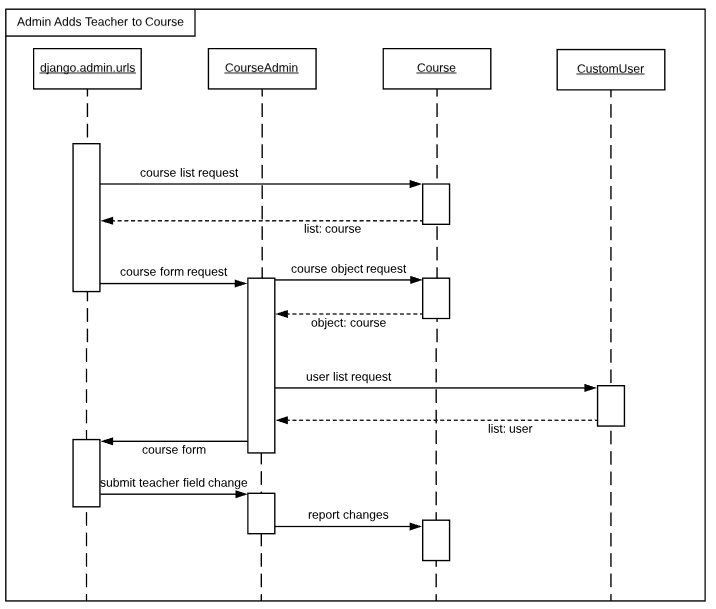 Admin Adds Teacher to Course
django.admin.urls
CourseAdmin
Course
CustomUser
course list request
list: course
course form request
course object request
object: course
user list request
list: user
course form
submit teacher field change
report changes